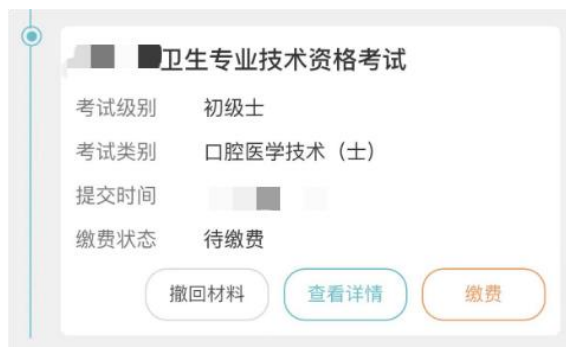 卫生专业技术资格考试
考试级别 初级士
考试类别 口腔医学技术（士）
提交时间
缴费状态 待缴费
撤回材料 查看详情 缴费